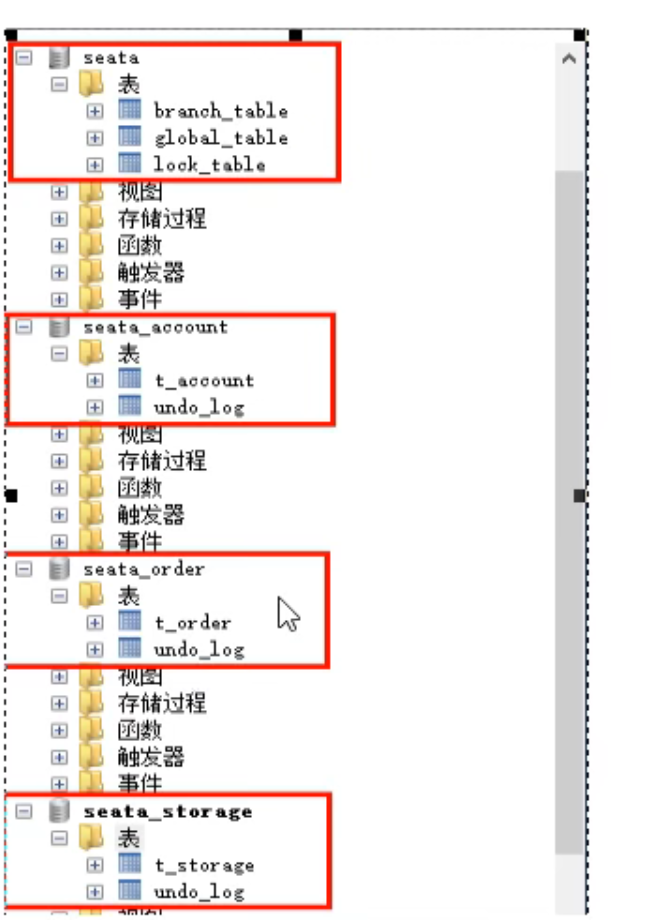 seata
表
branch_table
global_table
lock_table
视图
存储过程
函数
触发器
事件
seata_account
表
t_account
undo_log
视图
存储过程
函数
触发器
事件
seata_order
表
t_order
undo_log
视图
存储过程
函数
触发器
事件
seata_storage
表
t_storage
undo_log